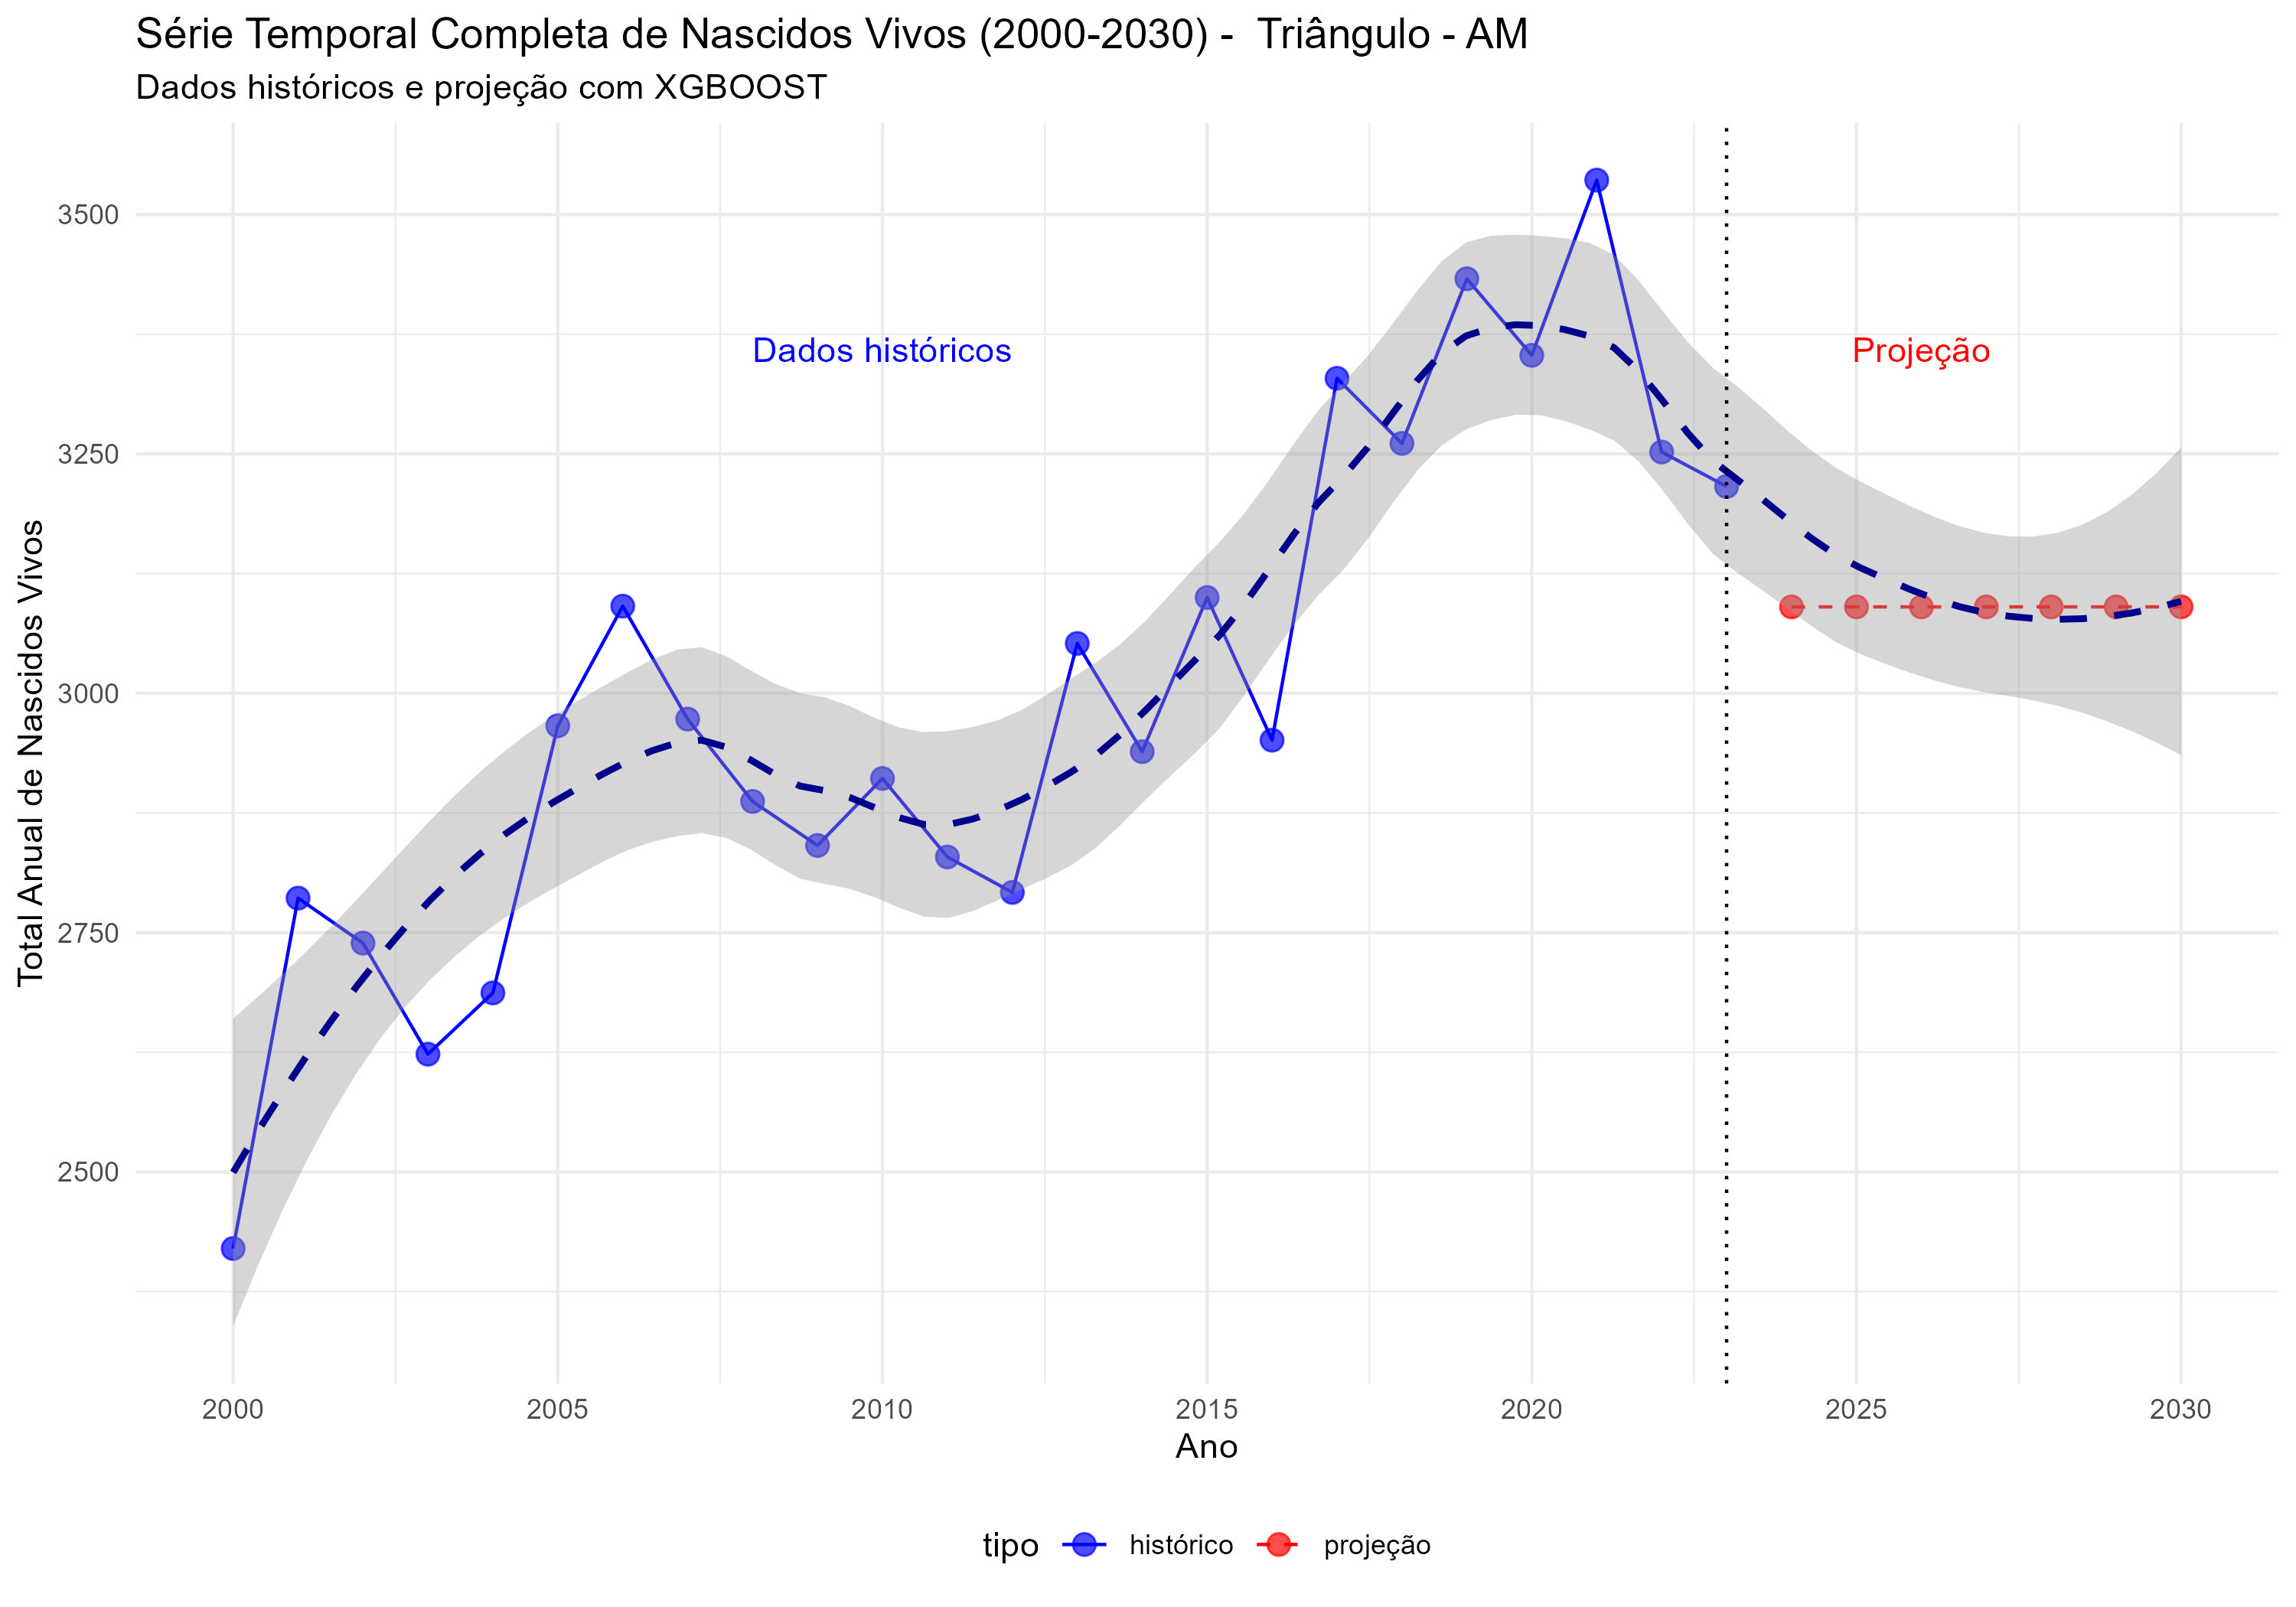 Série Temporal Completa de Nascidos Vivos (2000-2030) -  Triângulo - AM
Dados históricos e projeção com XGBOOST
Total Anual de Nascidos Vivos
3500
3250
3000
2750
2500
Dados históricos
Projeção
2000
2005
2010
2015
2020
2025
2030
Ano
tipo
histórico
projeção